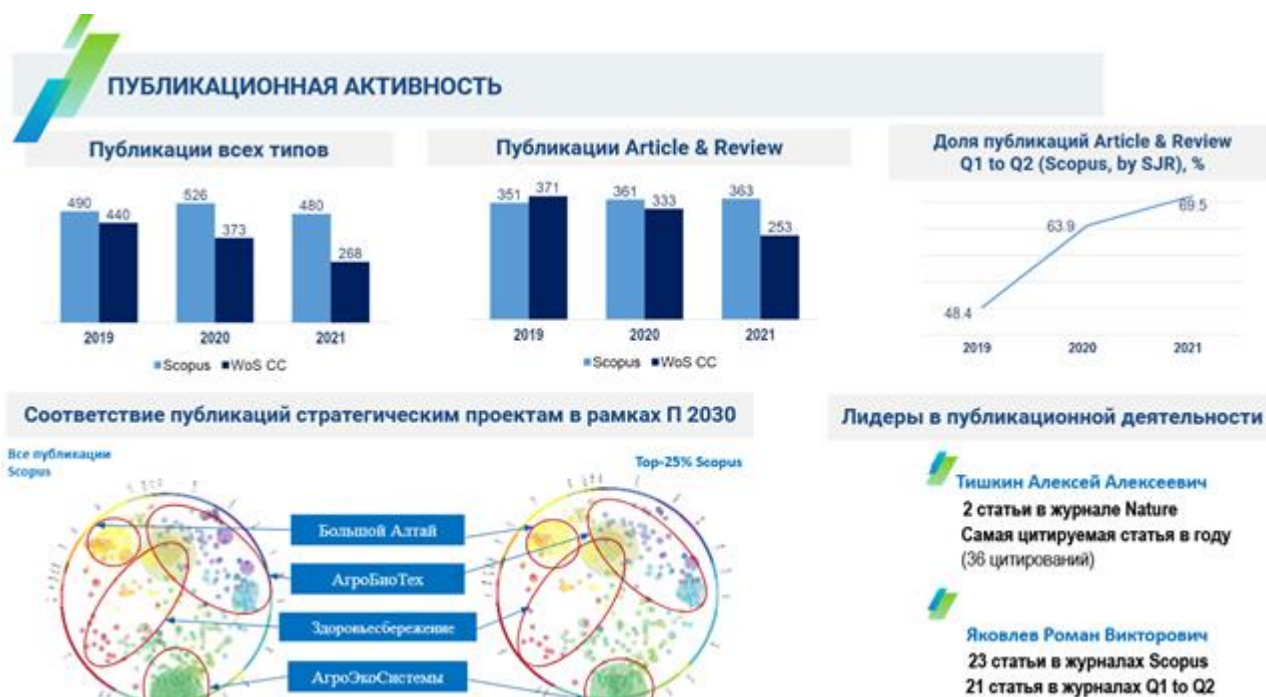 ПУБЛИКАЦИОННАЯ АКТИВНОСТЬ
Публикации всех типов
490
440
526
373
480
268
2019
2020
2021
Scopus
WoS CC
Публикации Article & Review
351
371
361
333
363
253
2019
2020
2021
Scopus
WoS CC
Доля публикаций Article & Review
Q1 to Q2 (Scopus, by SJR), %
48.4
63.9
69.5
2019
2020
2021
Соответствие публикаций стратегическим проектам в рамках П 2030
Все публикации
Scopus
Top-25% Scopus
Большой Алтай
АгроБиоТех
Здоровьесбережение
АгроЭкоСистемы
Лидеры в публикационной деятельности
Тишкин Алексей Алексеевич
2 статьи в журнале Nature
Самая цитируемая статья в году
(36 цитирований)
Яковлев Роман Викторович
23 статьи в журналах Scopus
21 статья в журналах Q1 to Q2